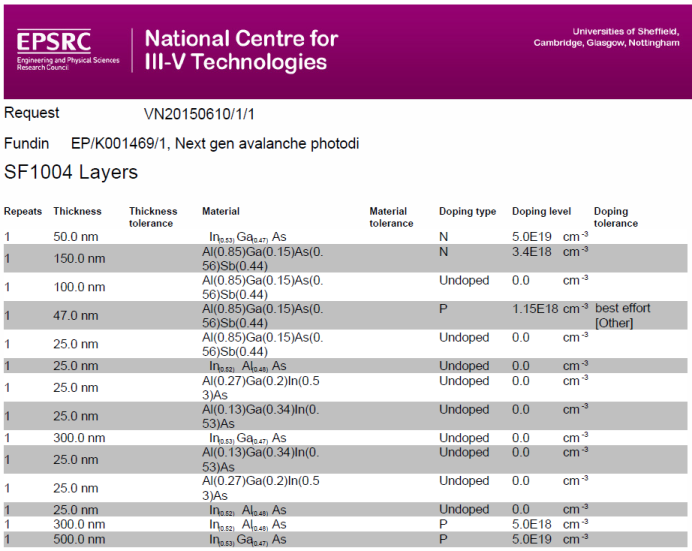 EPSRC
Engineering and Physical Sciences
Research Council
National Centre for
III-V Technologies
Universities of Sheffield,
Cambridge, Glasgow, Nottingham
Request VN20150610/1/1
Fundin EP/K001469/1, Next gen avalanche photodi
SF1004 Layers
Repeats Thickness Thickness tolerance Material Material tolerance Doping type Doping level Doping tolerance
1 50.0 nm In(0.53) Ga(0.47) As N 5.0E19 cm-3
1 150.0 nm Al(0.85)Ga(0.15)As(0. N 3.4E18 cm-3
56)Sb(0.44)
1 100.0 nm Al(0.85)Ga(0.15)As(0. Undoped 0.0 cm-3
56)Sb(0.44)
1 47.0 nm Al(0.85)Ga(0.15)As(0. P 1.15E18 cm-3 best effort
56)Sb(0.44) [Other]
1 25.0 nm Al(0.85)Ga(0.15)As(0. Undoped 0.0 cm-3
56)Sb(0.44)
1 25.0 nm In(0.52) Al(0.48) As Undoped 0.0 cm-3
1 25.0 nm Al(0.27)Ga(0.2)In(0.5 Undoped 0.0 cm-3
3)As
1 25.0 nm Al(0.13)Ga(0.34)In(0. Undoped 0.0 cm-3
53)As
1 300.0 nm In(0.53) Ga(0.47) As Undoped 0.0 cm-3
1 25.0 nm Al(0.13)Ga(0.34)In(0. Undoped 0.0 cm-3
53)As
1 25.0 nm Al(0.27)Ga(0.2)In(0.5 Undoped 0.0 cm-3
3)As
1 25.0 nm In(0.52) Al(0.48) As Undoped 0.0 cm-3
1 300.0 nm In(0.52) Al(0.48) As P 5.0E18 cm-3
1 500.0 nm In(0.53) Ga(0.47) As P 5.0E19 cm-3